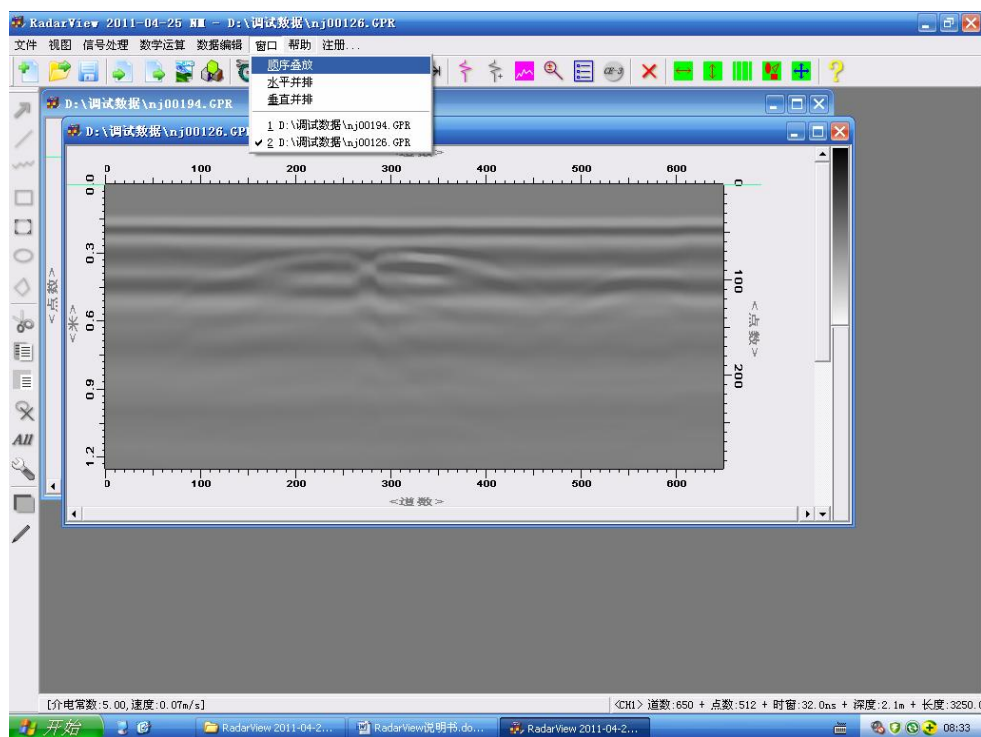 RadarView 2011-04-25 NM - D:\调试数据\nj00126.GPR
文件 视图 信号处理 数学运算 数据编辑 窗口 帮助 注册...
顺序叠放
水平并排
垂直并排
1 D:\调试数据\nj00194.GPR
✔ 2 D:\调试数据\nj00126.GPR
D:\调试数据\nj00194.GPR
D:\调试数据\nj00126.GP
0 100 200 300 400 500 600
0.0 0.3 0.6 0.9 1.2
<点数>
<米>
0 100 200
<点数>
0 100 200 300 400 500 600
<道数>
All
[介电常数:5.00,速度:0.07m/s]
<CH1> 道数:650 + 点数:512 + 时窗:32.0ns + 深度:2.1m + 长度:3250.
开始
RadarView 2011-04-2...
RadarView说明书.do...
RadarView 2011-04-2...
08:33